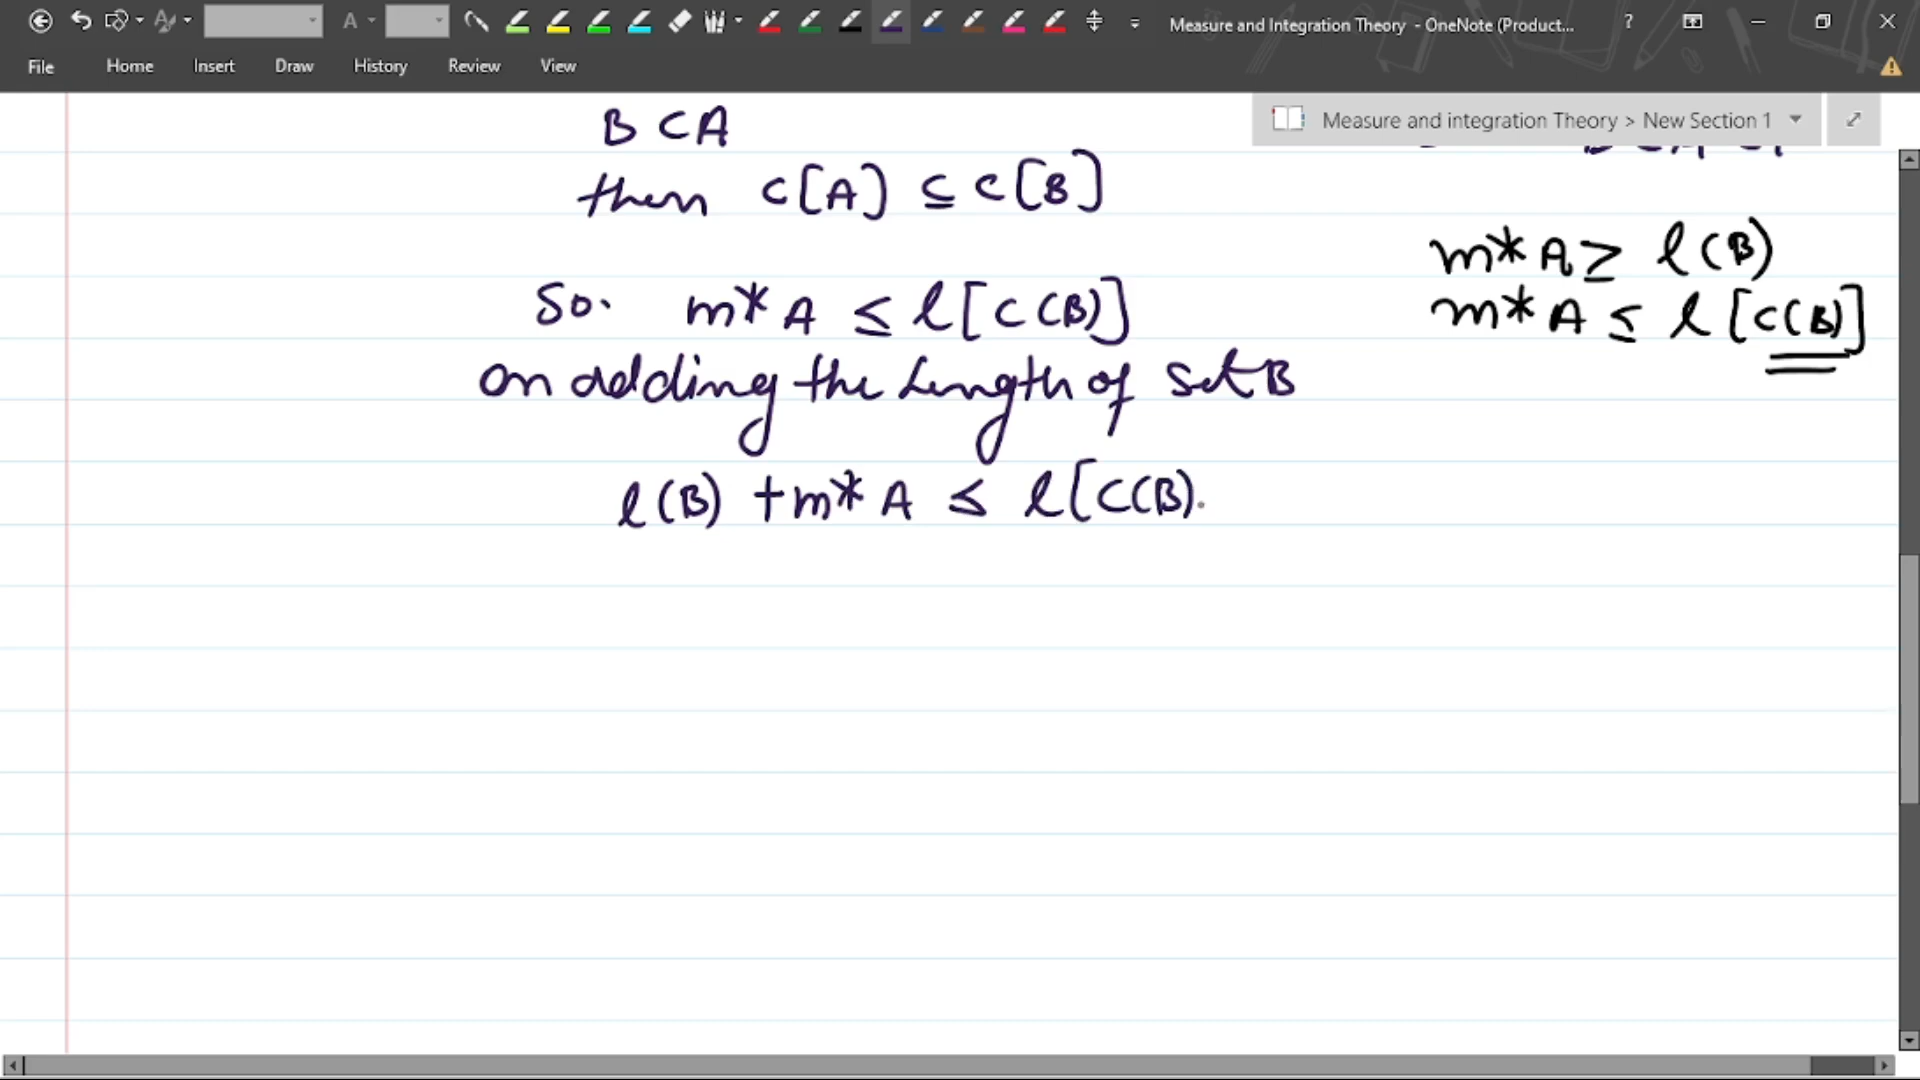 Measure and Integration Theory - OneNote (Product...
?
File Home Insert Draw History Review View
Measure and integration Theory > New Section 1
B ⊂ A
then C[A] ⊆ C[B]
m* A ≥ l(B)
So. m* A ≤ l[C(B)]
m* A ≤ l[C(B)]
on adding the length of set B
l(B) + m* A ≤ l[C(B)